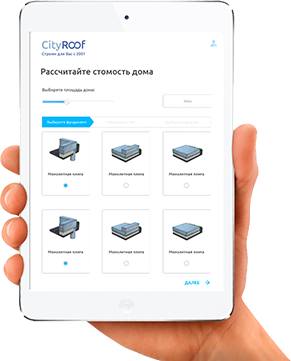 CityROOF
Строим для Вас с 2001
Рассчитайте стомость дома
Выберите площадь дома:
Выберите фундамент
Монолитная плита
Монолитная плита
Монолитная плита
Монолитная плита
Монолитная плита
Монолитная плита
ДАЛЕЕ